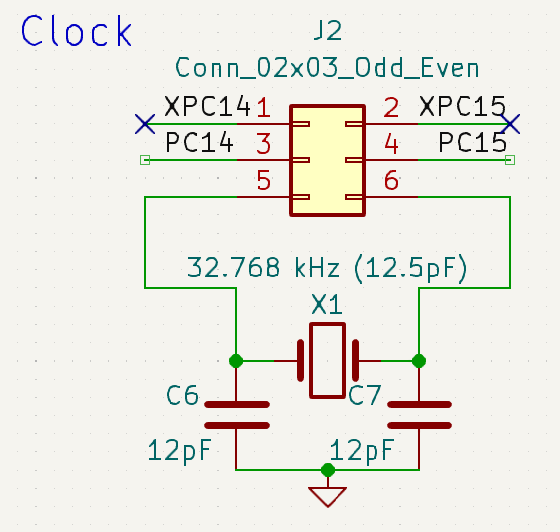 Clock
J2
Conn_02x03_Odd_Even
XPC14 1 2 XPC15
PC14 3 4 PC15
5 6
32.768 kHz (12.5pF)
X1
C6 C7
12pF 12pF